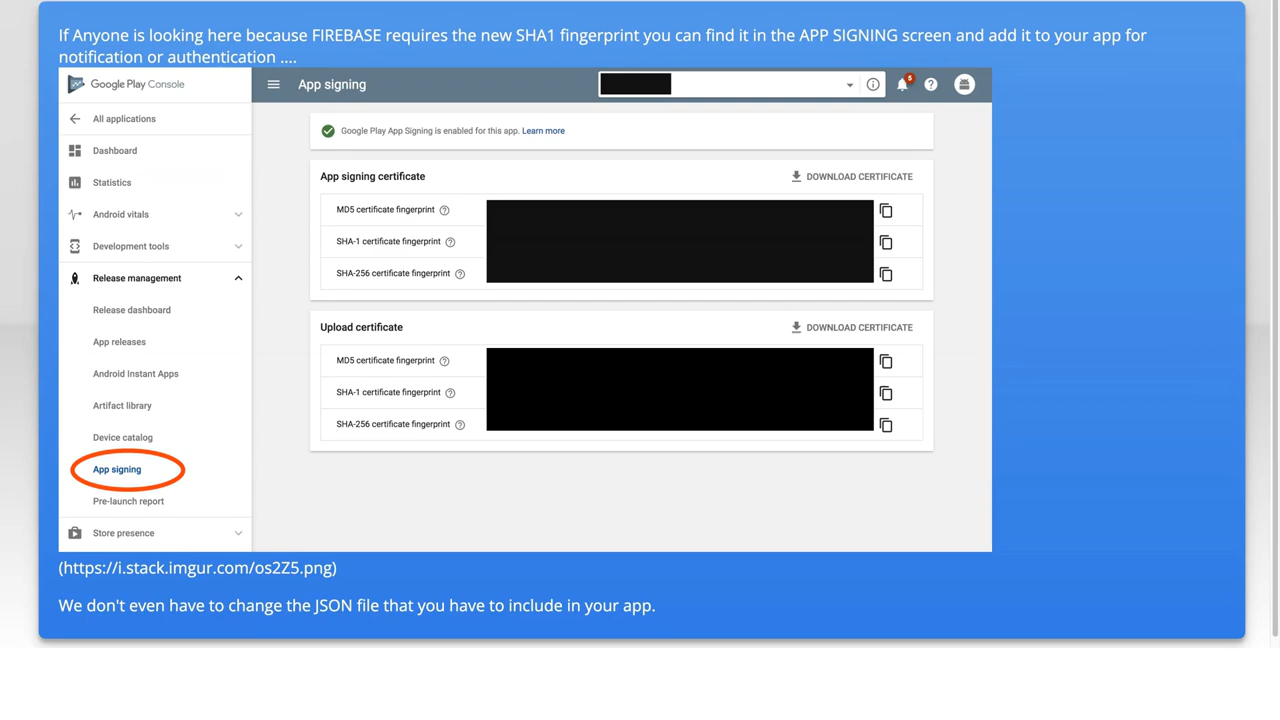 If Anyone is looking here because FIREBASE requires the new SHA1 fingerprint you can find it in the APP SIGNING screen and add it to your app for
notification or authentication ....
Google Play Console
App signing
5
All applications
Dashboard
Statistics
Android vitals
Development tools
Release management
Release dashboard
App releases
Android Instant Apps
Artifact library
Device catalog
App signing
Pre-launch report
Store presence
Google Play App Signing is enabled for this app. Learn more
App signing certificate
DOWNLOAD CERTIFICATE
MD5 certificate fingerprint
SHA-1 certificate fingerprint
SHA-256 certificate fingerprint
Upload certificate
DOWNLOAD CERTIFICATE
MD5 certificate fingerprint
SHA-1 certificate fingerprint
SHA-256 certificate fingerprint
(https://i.stack.imgur.com/os2Z5.png)
We don't even have to change the JSON file that you have to include in your app.